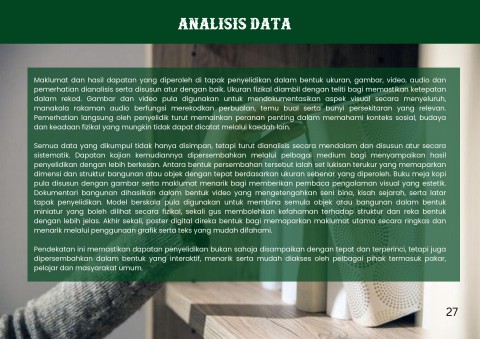 ANALISIS DATA
Maklumat dan hasil dapatan yang diperoleh di tapak penyelidikan dalam bentuk ukuran, gambar, video, audio dan
pemerhatian dianalisis serta disusun atur dengan baik. Ukuran fizikal diambil dengan teliti bagi memastikan ketepatan
dalam rekod. Gambar dan video pula digunakan untuk mendokumentasikan aspek visual secara menyeluruh,
manakala rakaman audio berfungsi merekodkan perbualan, temu bual serta bunyi persekitaran yang relevan.
Pemerhatian langsung oleh penyelidik turut memainkan peranan penting dalam memahami konteks sosial, budaya
dan keadaan fizikal yang mungkin tidak dapat dicatat melalui kaedah lain.
Semua data yang dikumpul tidak hanya disimpan, tetapi turut dianalisis secara mendalam dan disusun atur secara
sistematik. Dapatan kajian kemudiannya dipersembahkan melalui pelbagai medium bagi menyampaikan hasil
penyelidikan dengan lebih berkesan. Antara bentuk persembahan tersebut ialah set lukisan terukur yang memaparkan
dimensi dan struktur bangunan atau objek dengan tepat berdasarkan ukuran sebenar yang diperoleh. Buku meja kopi
pula disusun dengan gambar serta maklumat menarik bagi memberikan pembaca pengalaman visual yang estetik.
Dokumentari bangunan dihasilkan dalam bentuk video yang mengetengahkan seni bina, kisah sejarah, serta latar
tapak penyelidikan. Model berskala pula digunakan untuk membina semula objek atau bangunan dalam bentuk
miniatur yang boleh dilihat secara fizikal, sekali gus membolehkan kefahaman terhadap struktur dan reka bentuk
dengan lebih jelas. Akhir sekali, poster digital direka bentuk bagi memaparkan maklumat utama secara ringkas dan
menarik melalui penggunaan grafik serta teks yang mudah difahami.
Pendekatan ini memastikan dapatan penyelidikan bukan sahaja disampaikan dengan tepat dan terperinci, tetapi juga
dipersembahkan dalam bentuk yang interaktif, menarik serta mudah diakses oleh pelbagai pihak termasuk pakar,
pelajar dan masyarakat umum.
27